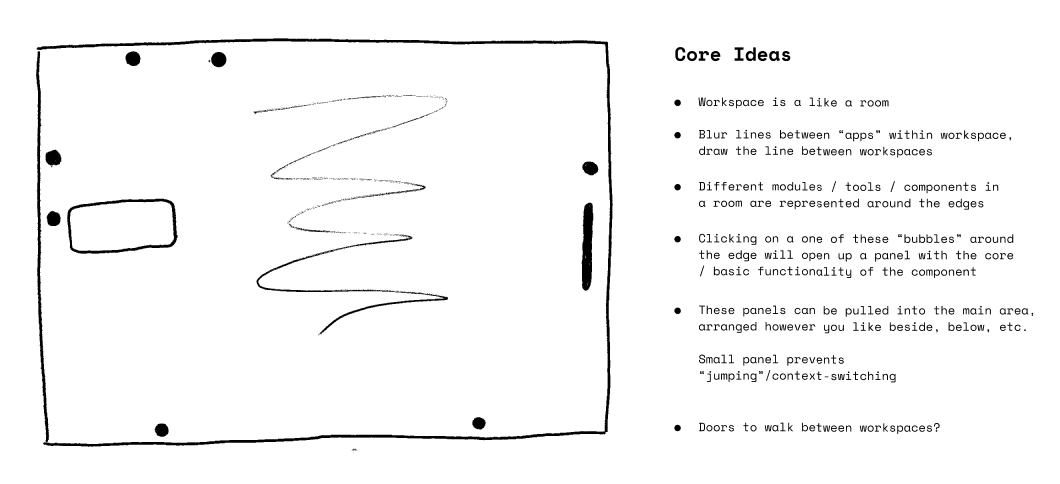 Core Ideas
● Workspace is a like a room
● Blur lines between “apps” within workspace,
draw the line between workspaces
● Different modules / tools / components in
a room are represented around the edges
● Clicking on a one of these “bubbles” around
the edge will open up a panel with the core
/ basic functionality of the component
● These panels can be pulled into the main area,
arranged however you like beside, below, etc.
Small panel prevents
“jumping”/context-switching
● Doors to walk between workspaces?